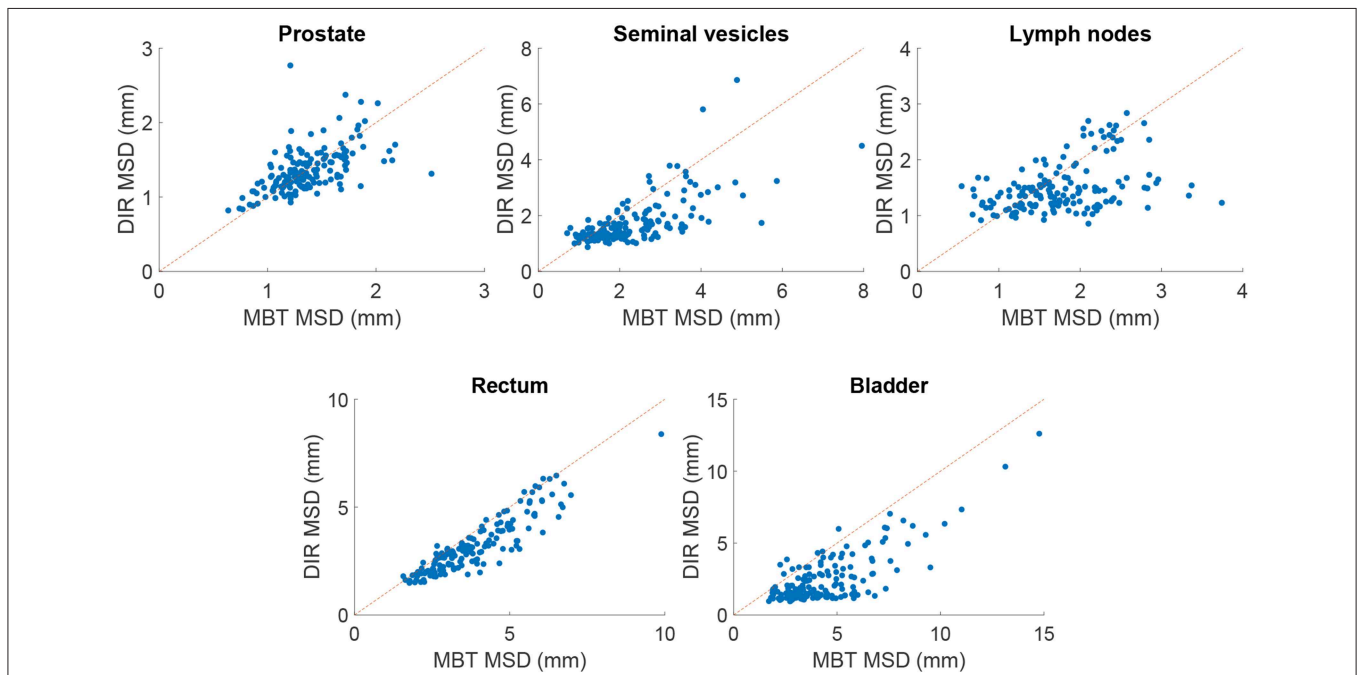 Prostate
3
2
1
0
DIR MSD (mm)
0 1 2 3
MBT MSD (mm)
Seminal vesicles
8
6
4
2
0
DIR MSD (mm)
0 2 4 6 8
MBT MSD (mm)
Lymph nodes
4
3
2
1
0
DIR MSD (mm)
0 1 2 3 4
MBT MSD (mm)
Rectum
10
5
0
DIR MSD (mm)
0 5 10
MBT MSD (mm)
Bladder
15
10
5
0
DIR MSD (mm)
0 5 10 15
MBT MSD (mm)